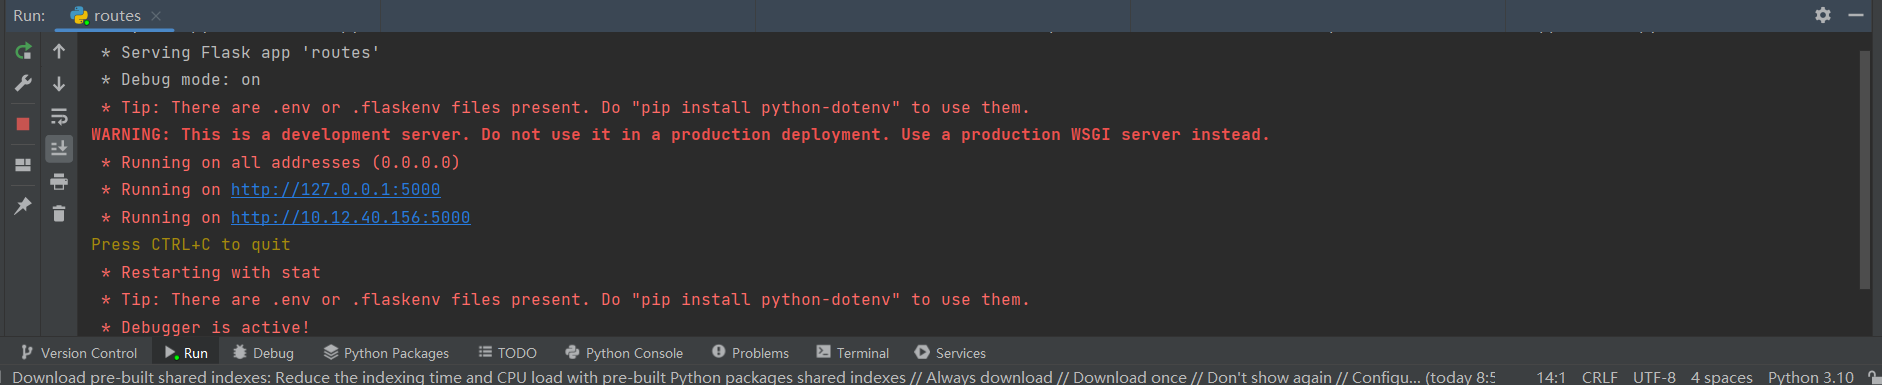 Run: routes
* Serving Flask app 'routes'
* Debug mode: on
* Tip: There are .env or .flaskenv files present. Do "pip install python-dotenv" to use them.
WARNING: This is a development server. Do not use it in a production deployment. Use a production WSGI server instead.
* Running on all addresses (0.0.0.0)
* Running on http://127.0.0.1:5000
* Running on http://10.12.40.156:5000
Press CTRL+C to quit
* Restarting with stat
* Tip: There are .env or .flaskenv files present. Do "pip install python-dotenv" to use them.
* Debugger is active!
Version Control Run Debug Python Packages TODO Python Console Problems Terminal Services
Download pre-built shared indexes: Reduce the indexing time and CPU load with pre-built Python packages shared indexes // Always download // Download once // Don't show again // Configu... (today 8:5 14:1 CRLF UTF-8 4 spaces Python 3.10